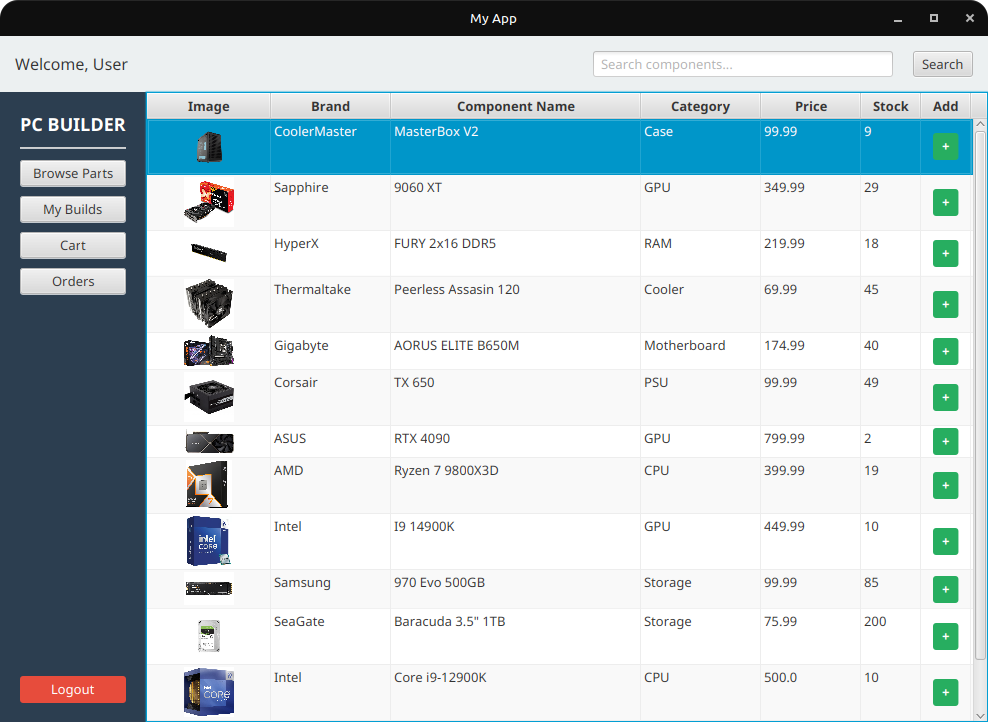 My App
Welcome, User
Search components...
Search
PC BUILDER
Browse Parts
My Builds
Cart
Orders
Logout
Image Brand Component Name Category Price Stock Add
CoolerMaster MasterBox V2 Case 99.99 9 +
Sapphire 9060 XT GPU 349.99 29 +
HyperX FURY 2x16 DDR5 RAM 219.99 18 +
Thermaltake Peerless Assasin 120 Cooler 69.99 45 +
Gigabyte AORUS ELITE B650M Motherboard 174.99 40 +
Corsair TX 650 PSU 99.99 49 +
ASUS RTX 4090 GPU 799.99 2 +
AMD Ryzen 7 9800X3D CPU 399.99 19 +
Intel I9 14900K GPU 449.99 10 +
intel
CORE
Samsung 970 Evo 500GB Storage 99.99 85 +
SeaGate Baracuda 3.5" 1TB Storage 75.99 200 +
Intel Core i9-12900K CPU 500.0 10 +
intel
CORE